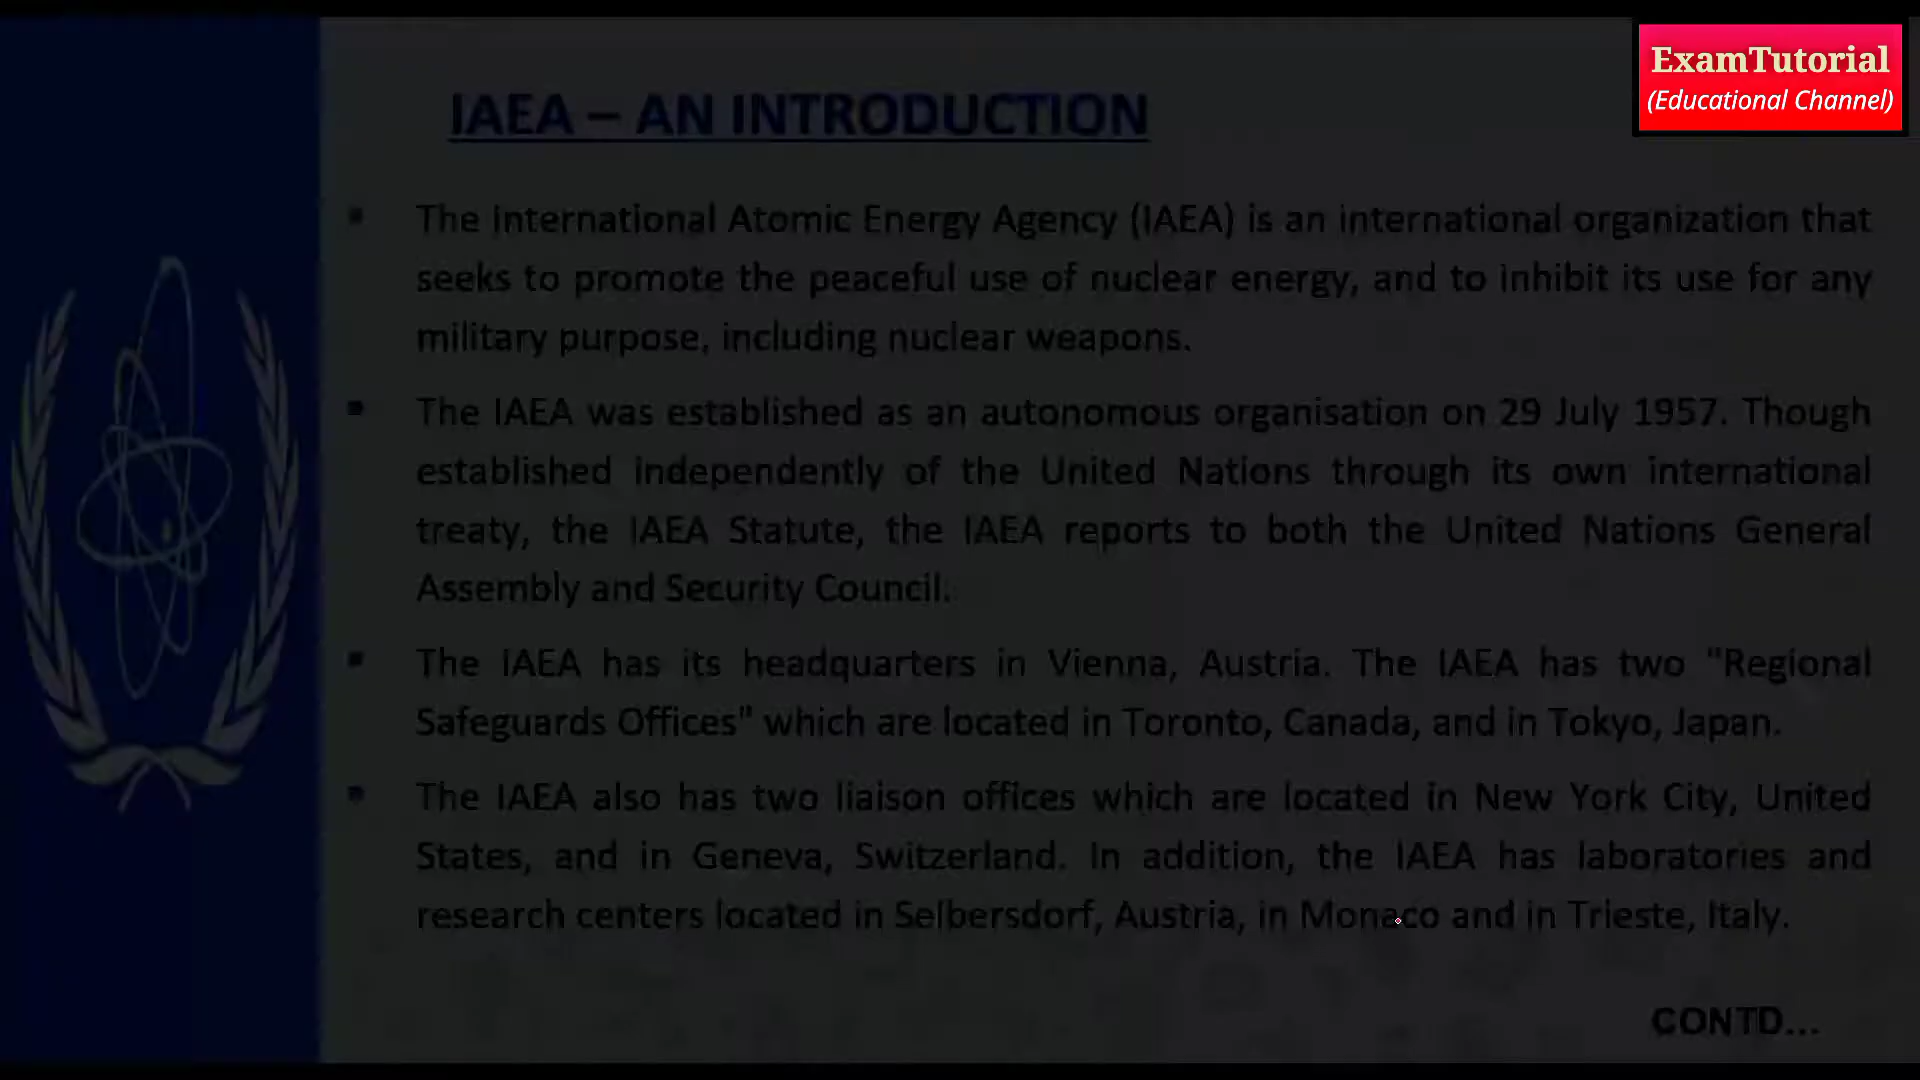 ExamTutorial
(Educational Channel)
IAEA – AN INTRODUCTION
▪ The International Atomic Energy Agency (IAEA) is an international organization that
seeks to promote the peaceful use of nuclear energy, and to inhibit its use for any
military purpose, including nuclear weapons.
▪ The IAEA was established as an autonomous organisation on 29 July 1957. Though
established independently of the United Nations through its own international
treaty, the IAEA Statute, the IAEA reports to both the United Nations General
Assembly and Security Council.
▪ The IAEA has its headquarters in Vienna, Austria. The IAEA has two "Regional
Safeguards Offices" which are located in Toronto, Canada, and in Tokyo, Japan.
▪ The IAEA also has two liaison offices which are located in New York City, United
States, and in Geneva, Switzerland. In addition, the IAEA has laboratories and
research centers located in Selbersdorf, Austria, in Monaco and in Trieste, Italy.
CONTD...